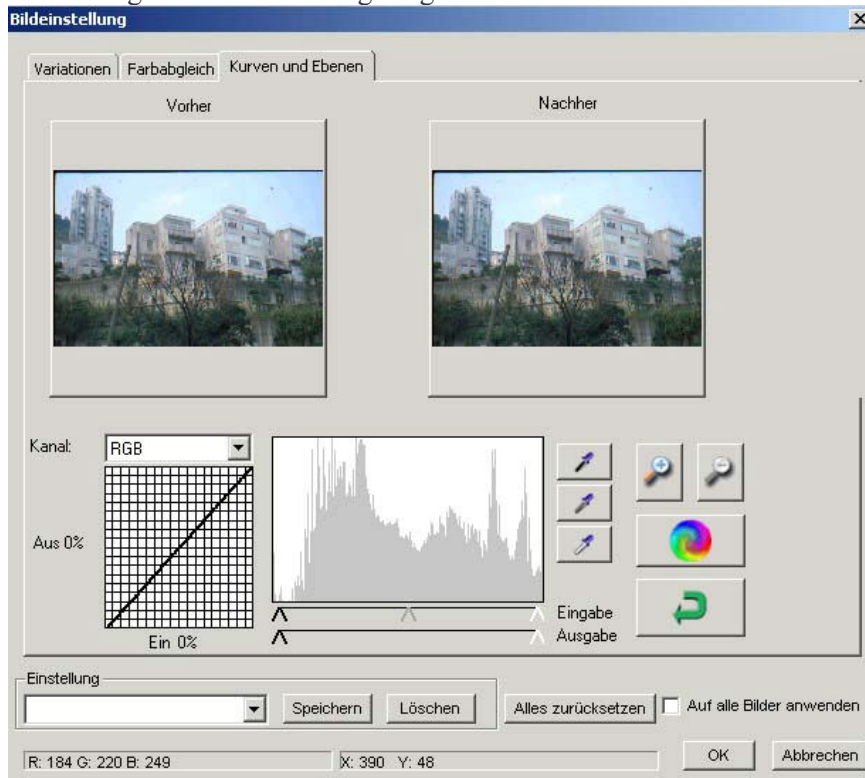 Bildeinstellung
Variationen Farbabgleich Kurven und Ebenen
Vorher Nachher
Kanal: RGB
Aus 0%
Ein 0%
Eingabe
Ausgabe
Einstellung
Speichern Löschen Alles zurücksetzen Auf alle Bilder anwenden
R: 184 G: 220 B: 249 X: 390 Y: 48 OK Abbrechen